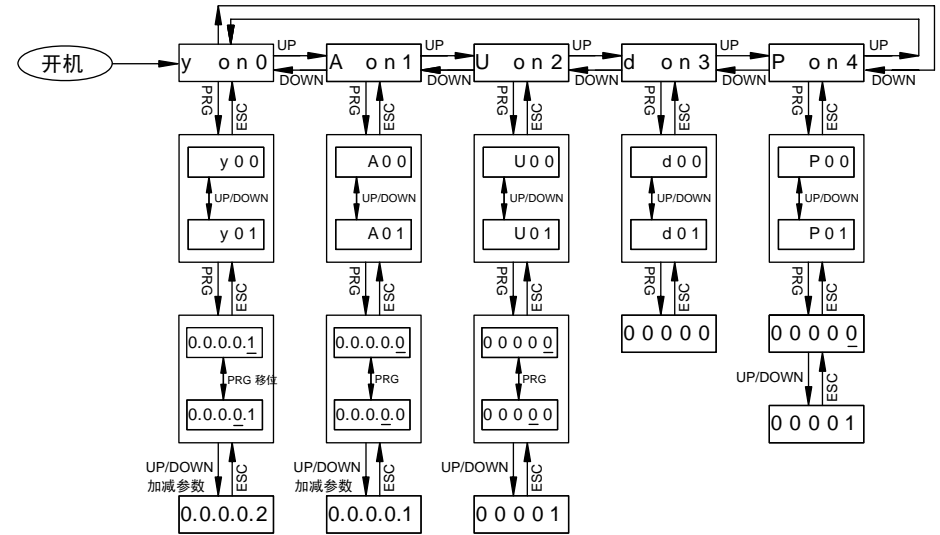 开机
y on0
UP
DOWN
A on1
UP
DOWN
U on2
UP
DOWN
d on3
UP
DOWN
P on4
UP
DOWN
PRG
ESC
PRG
ESC
PRG
ESC
PRG
ESC
PRG
ESC
y00
UP/DOWN
y01
A00
UP/DOWN
A01
U00
UP/DOWN
U01
d00
UP/DOWN
d01
P00
UP/DOWN
P01
PRG
ESC
PRG
ESC
PRG
ESC
PRG
ESC
PRG
ESC
0.0.0.0.1
PRG 移位
0.0.0.0.1
0.0.0.0.0
PRG
0.0.0.0.0
00000
PRG
00000
00000
00000
UP/DOWN
ESC
00001
UP/DOWN
加减参数
ESC
0.0.0.0.2
UP/DOWN
加减参数
ESC
0.0.0.0.1
UP/DOWN
ESC
00001